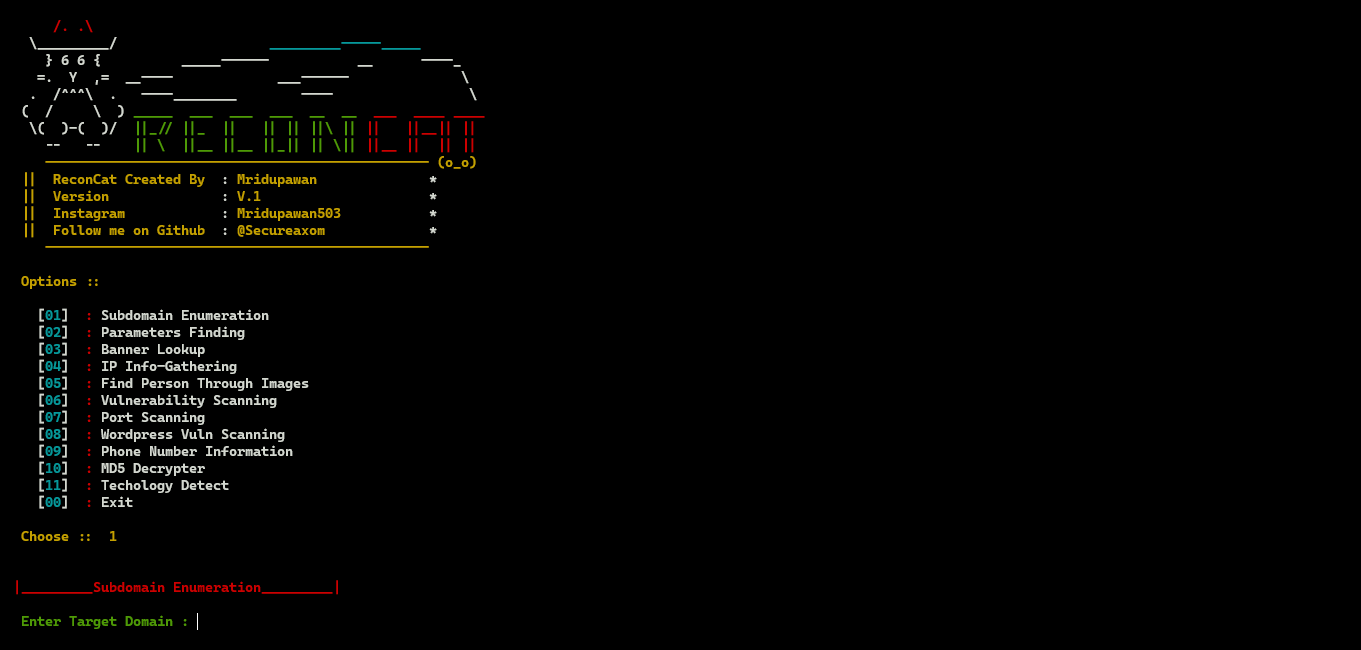 RECONCAT
(o_o)
|| ReconCat Created By : Mridupawan *
|| Version : V.1 *
|| Instagram : Mridupawan503 *
|| Follow me on Github : @Secureaxom *
Options ::
[01] : Subdomain Enumeration
[02] : Parameters Finding
[03] : Banner Lookup
[04] : IP Info-Gathering
[05] : Find Person Through Images
[06] : Vulnerability Scanning
[07] : Port Scanning
[08] : Wordpress Vuln Scanning
[09] : Phone Number Information
[10] : MD5 Decrypter
[11] : Techology Detect
[00] : Exit
Choose :: 1
|_________Subdomain Enumeration_________|
Enter Target Domain :